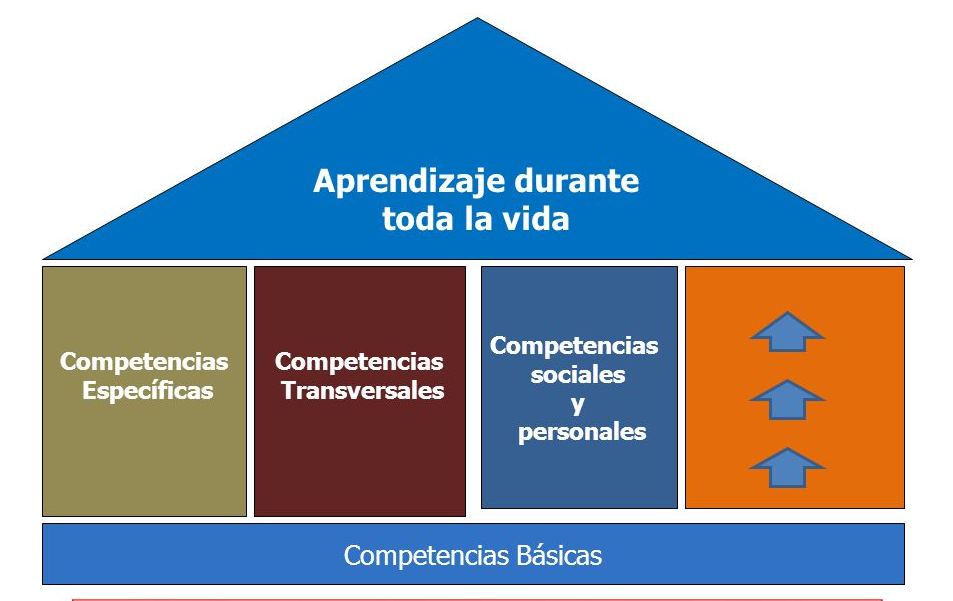 Aprendizaje durante
toda la vida
Competencias
Específicas
Competencias
Transversales
Competencias
sociales
y
personales
Competencias Básicas